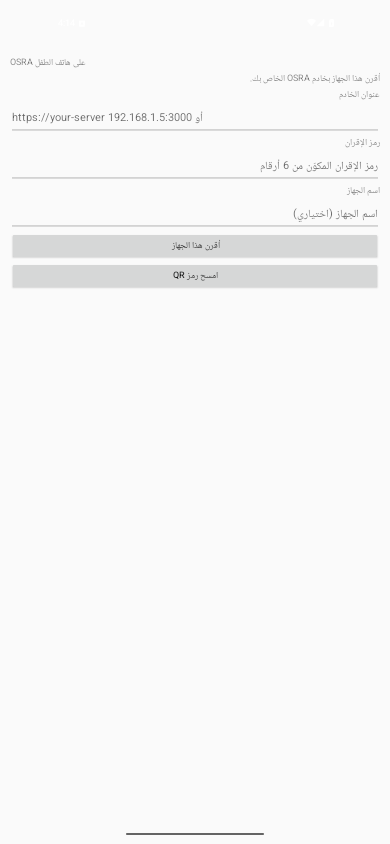 OSRA على هاتف الطفل
أقرن هذا الجهاز بخادم OSRA الخاص بك.
عنوان الخادم
https://your-server أو 192.168.1.5:3000
رمز الإقران
رمز الإقران المكوّن من 6 أرقام
اسم الجهاز
اسم الجهاز (اختياري)
أقرن هذا الجهاز
امسح رمز QR